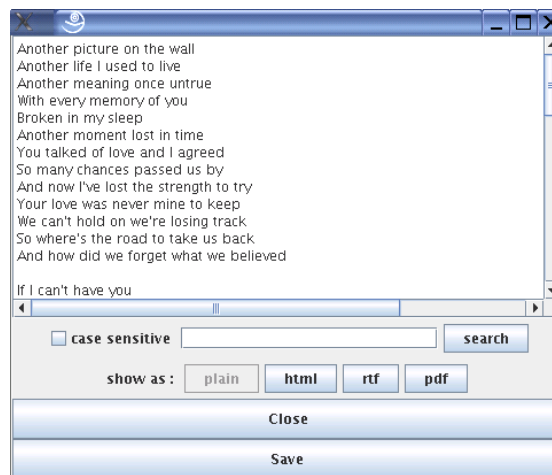 Another picture on the wall
Another life I used to live
Another meaning once untrue
With every memory of you
Broken in my sleep
Another moment lost in time
You talked of love and I agreed
So many chances passed us by
And now I've lost the strength to try
Your love was never mine to keep
We can't hold on we're losing track
So where's the road to take us back
And how did we forget what we believed
If I can't have you
case sensitive search
show as : plain html rtf pdf
Close
Save